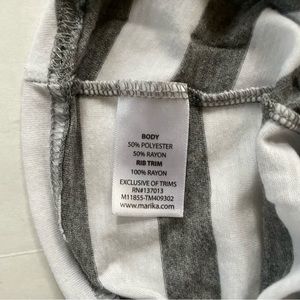 BODY
50% POLYESTER
50% RAYON
RIB TRIM
100% RAYON
EXCLUSIVE OF TRIMS
RN#137013
M11855-TM409302
www.marika.com